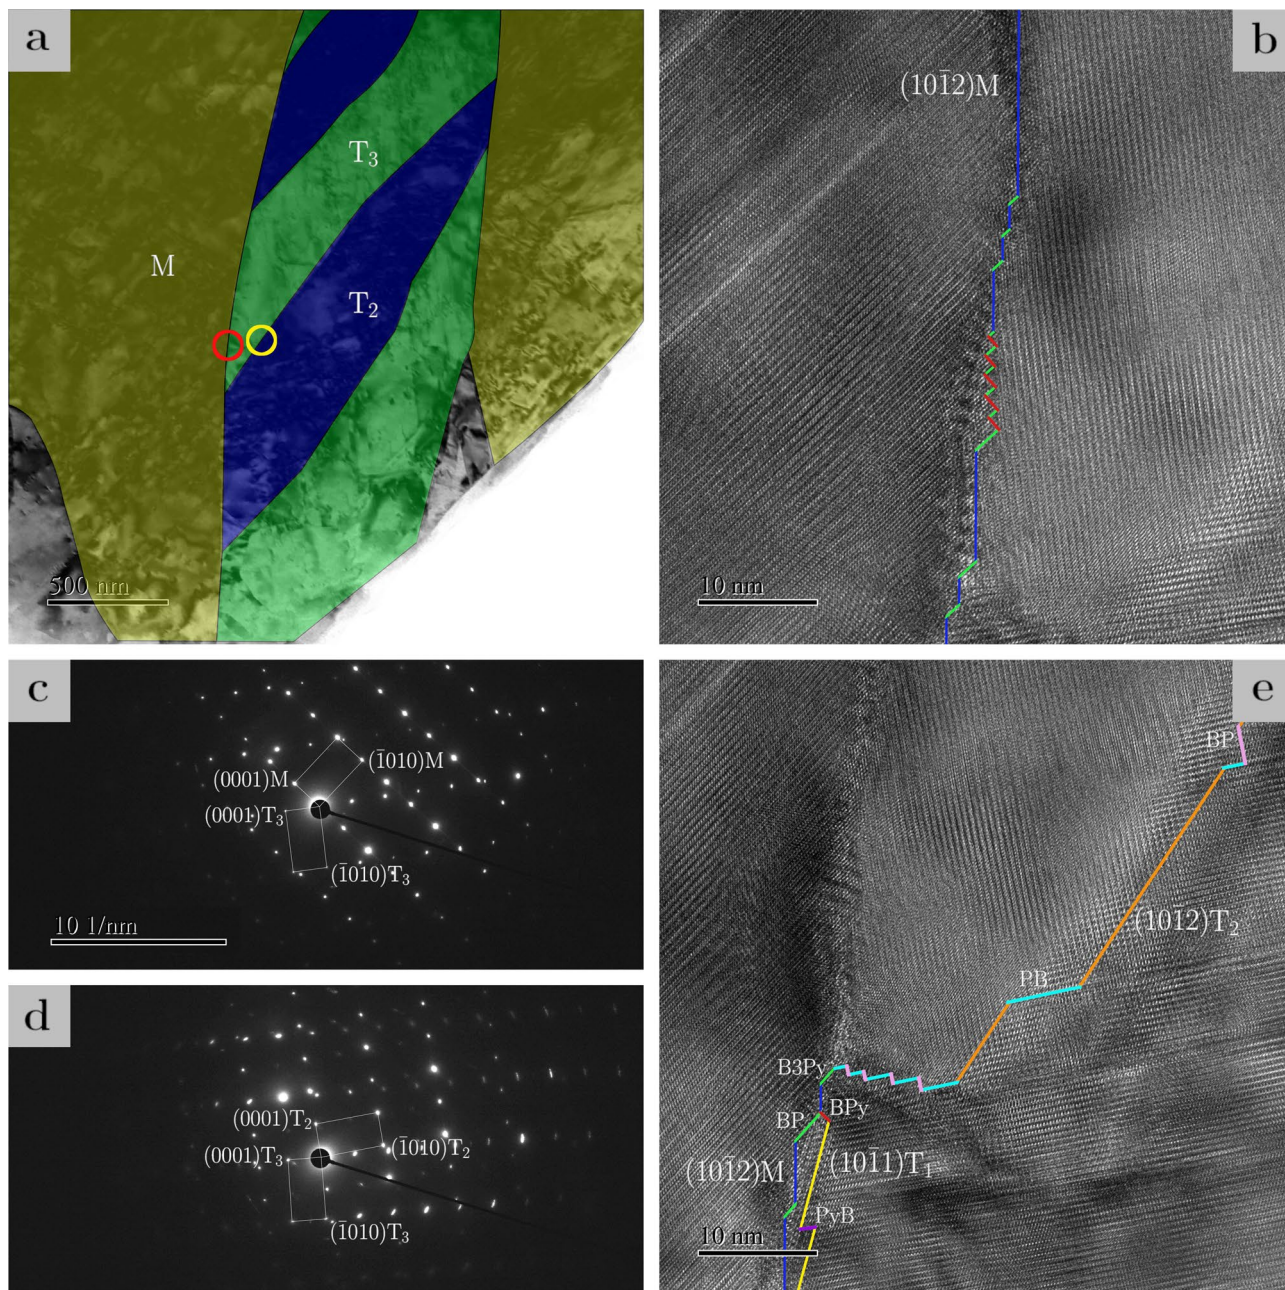 a
T₃
M
T₂
500 nm
b
(101̄2)M
10 nm
c
(1̄010)M
(0001)M
(0001)T₃
(1̄010)T₃
10 1/nm
d
(0001)T₂
(1̄010)T₂
(0001)T₃
(1̄010)T₃
e
BP
(101̄2)T₂
PB
B3Py
BPy
BP
(101̄2)M
(101̄1)T₁
PyB
10 nm